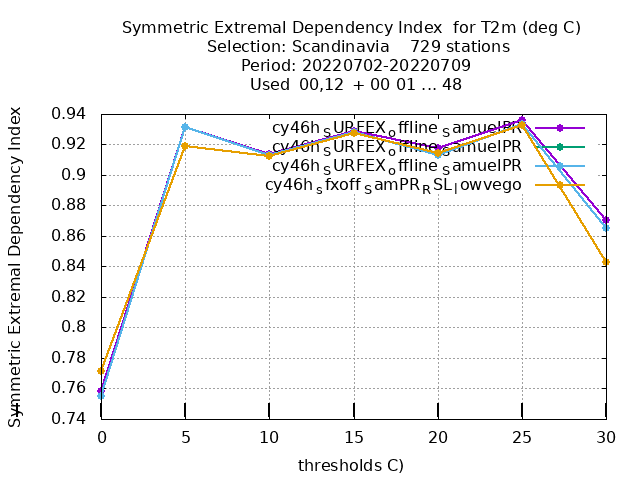 Symmetric Extremal Dependency Index  for T2m (deg C)
Selection: Scandinavia    729 stations
Period: 20220702-20220709
Used  00,12  + 00 01 ... 48
Symmetric Extremal Dependency Index
y
0.94
0.92
0.9
0.88
0.86
0.84
0.82
0.8
0.78
0.76
0.74
cy46h_SURFEX_offline_samuelPR
cy46h_SURFEX_offline_samuelPR
cy46h_SURFEX_offline_samuelPR
cy46h_sfxoff_samPR_RSL_lowvego
0 5 10 15 20 25 30
thresholds C)